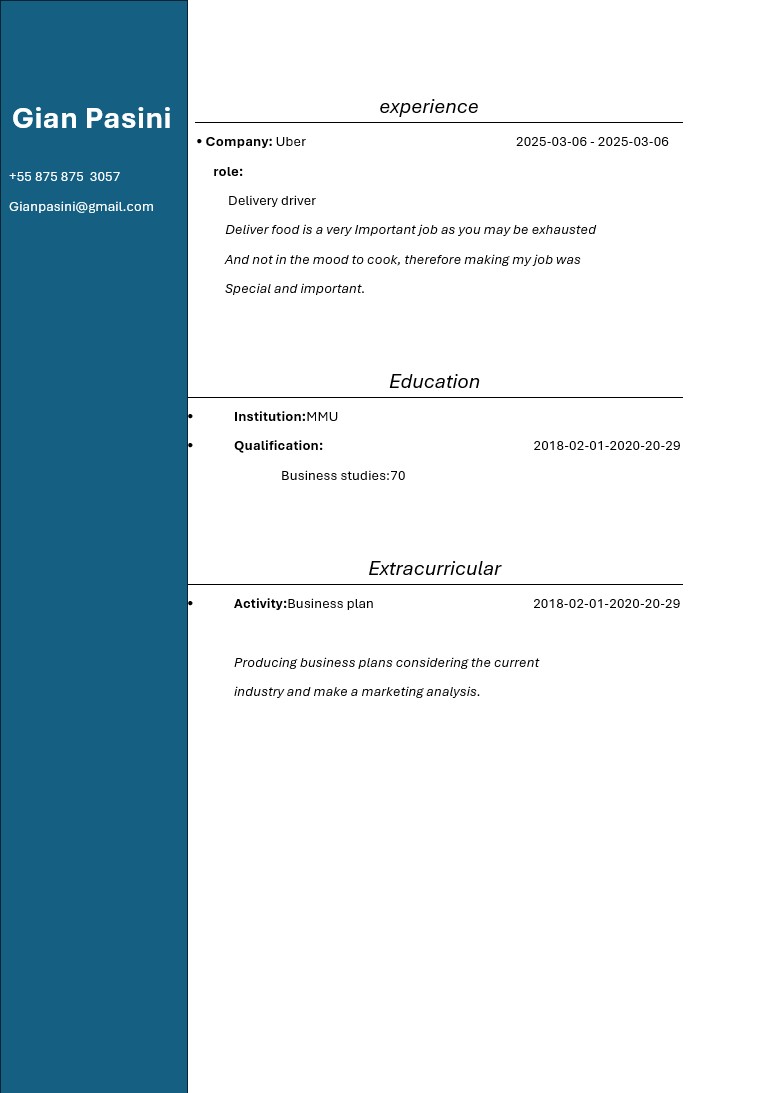 Gian Pasini
+55 875 875  3057
Gianpasini@gmail.com
experience
• Company: Uber 2025-03-06 - 2025-03-06
role:
Delivery driver
Deliver food is a very Important job as you may be exhausted
And not in the mood to cook, therefore making my job was
Special and important.
Education
• Institution:MMU
• Qualification: 2018-02-01-2020-20-29
Business studies:70
Extracurricular
• Activity:Business plan 2018-02-01-2020-20-29
Producing business plans considering the current
industry and make a marketing analysis.